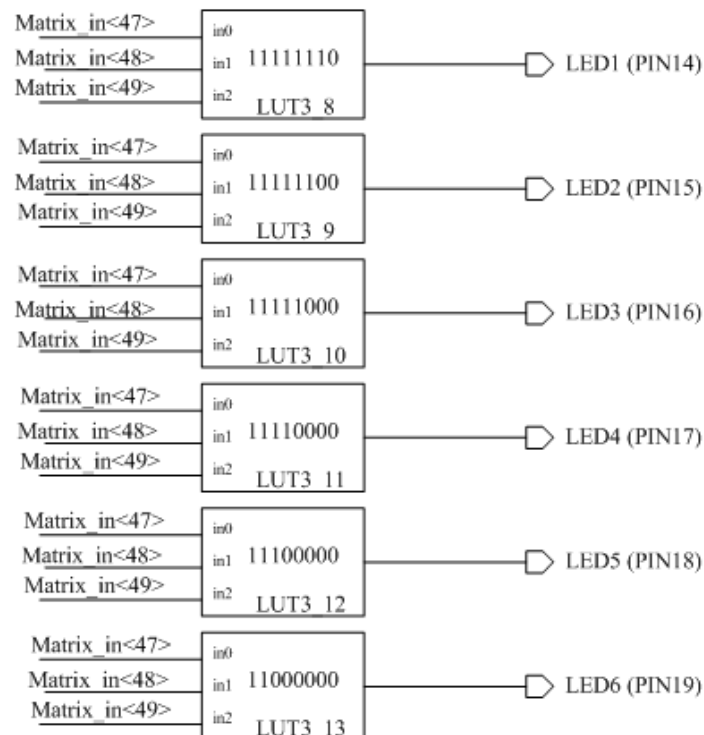 Matrix_in<47>
in0
Matrix_in<48>
in1 11111110
LED1 (PIN14)
Matrix_in<49>
in2
LUT3_8
Matrix_in<47>
in0
Matrix_in<48>
in1 11111100
LED2 (PIN15)
Matrix_in<49>
in2
LUT3_9
Matrix_in<47>
in0
Matrix_in<48>
in1 11111000
LED3 (PIN16)
Matrix_in<49>
in2
LUT3_10
Matrix_in<47>
in0
Matrix_in<48>
in1 11110000
LED4 (PIN17)
Matrix_in<49>
in2
LUT3_11
Matrix_in<47>
in0
Matrix_in<48>
in1 11100000
LED5 (PIN18)
Matrix_in<49>
in2
LUT3_12
Matrix_in<47>
in0
Matrix_in<48>
in1 11000000
LED6 (PIN19)
Matrix_in<49>
in2
LUT3_13